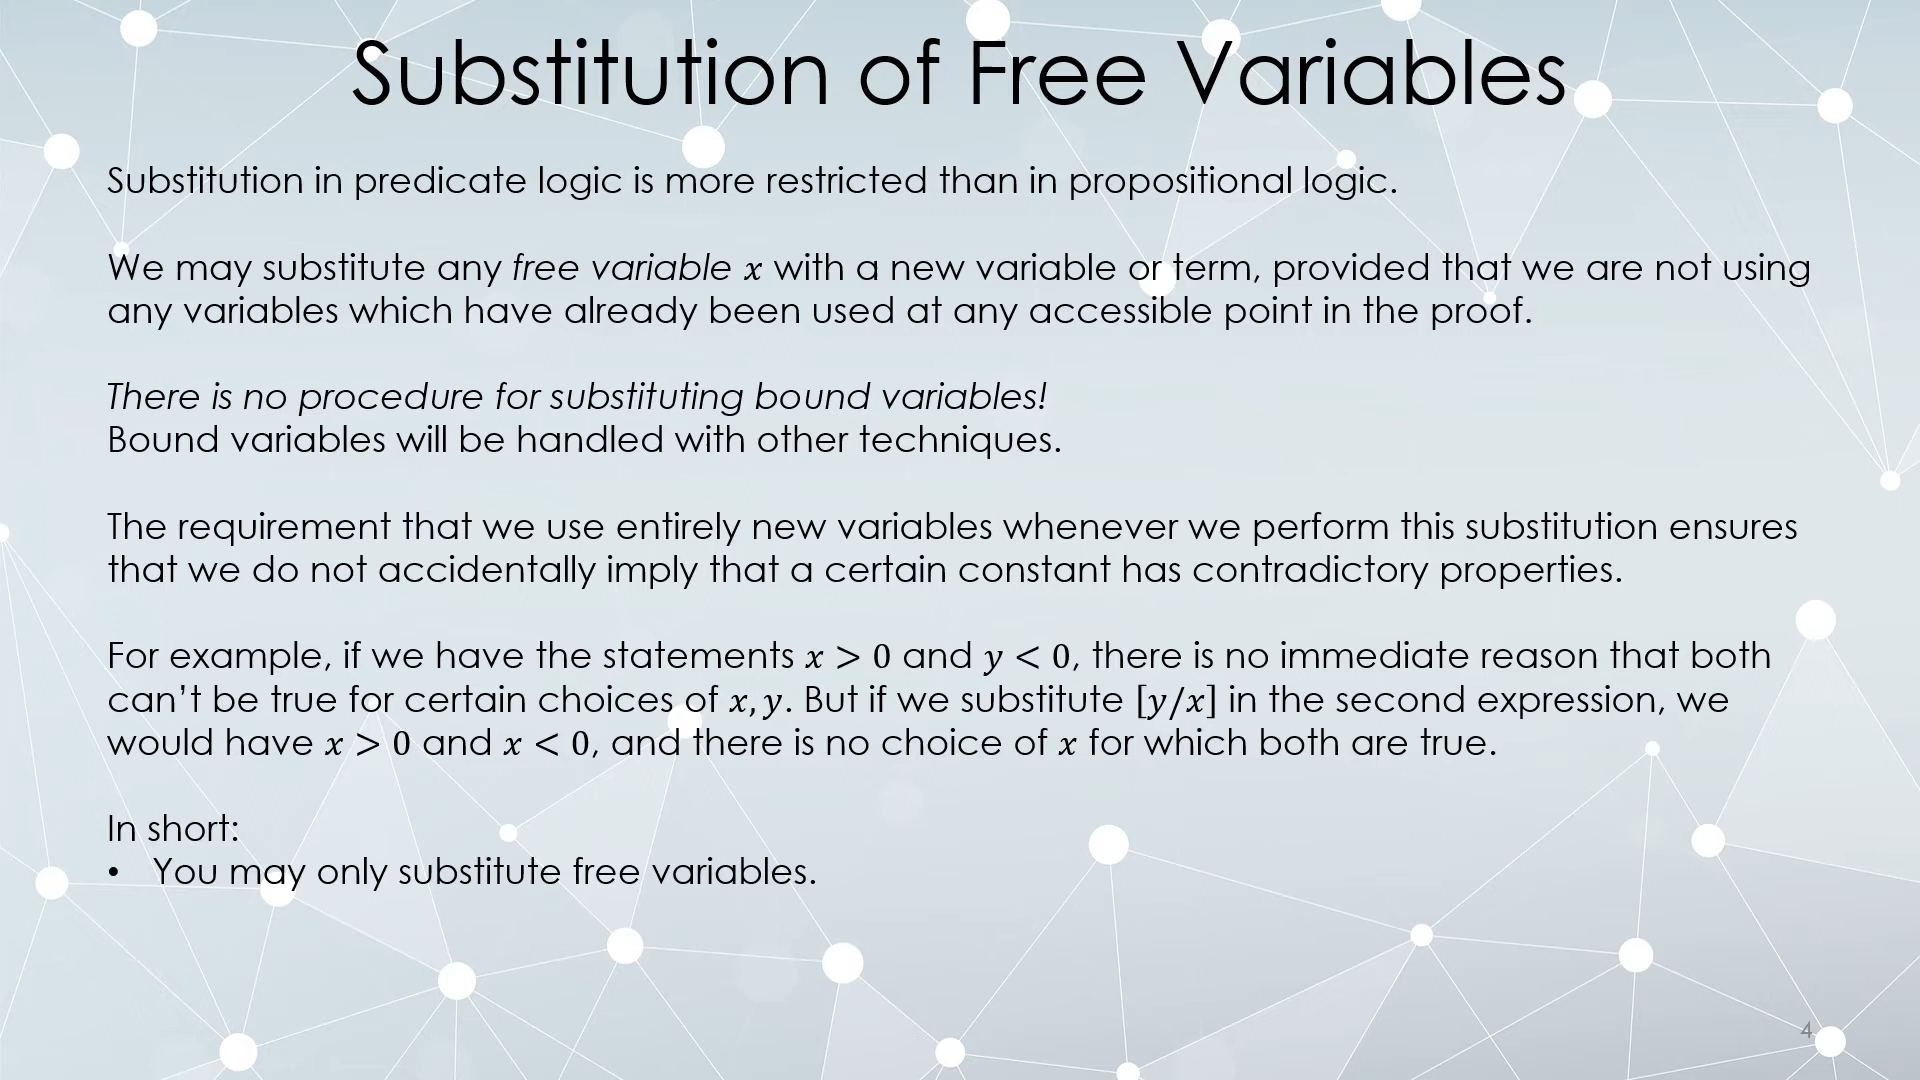 Substitution of Free Variables
Substitution in predicate logic is more restricted than in propositional logic.
We may substitute any free variable x with a new variable or term, provided that we are not using
any variables which have already been used at any accessible point in the proof.
There is no procedure for substituting bound variables!
Bound variables will be handled with other techniques.
The requirement that we use entirely new variables whenever we perform this substitution ensures
that we do not accidentally imply that a certain constant has contradictory properties.
For example, if we have the statements x > 0 and y < 0, there is no immediate reason that both
can’t be true for certain choices of x, y. But if we substitute [y/x] in the second expression, we
would have x > 0 and x < 0, and there is no choice of x for which both are true.
In short:
• You may only substitute free variables.
4